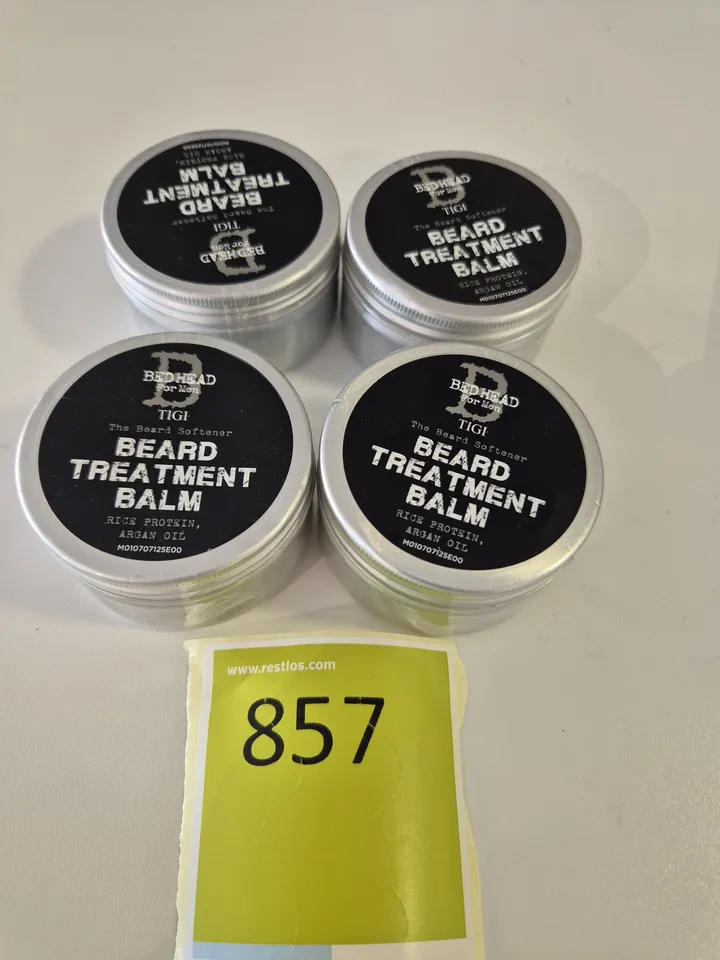 BED HEAD
For Men
TIGI
The Beard Softener
BEARD
TREATMENT
BALM
RICE PROTEIN,
ARGAN OIL
M010707125E00
BED HEAD
For Men
TIGI
The Beard Softener
BEARD
TREATMENT
BALM
RICE PROTEIN,
ARGAN OIL
M010707125E00
B
BED HEAD
For Men
TIGI
The Beard Softener
BEARD
TREATMENT
BALM
RICE PROTEIN,
ARGAN OIL
M010707125E00
B
BED HEAD
For Men
TIGI
The Beard Softener
BEARD
TREATMENT
BALM
RICE PROTEIN,
ARGAN OIL
M010707125E00
www.restlos.com
857